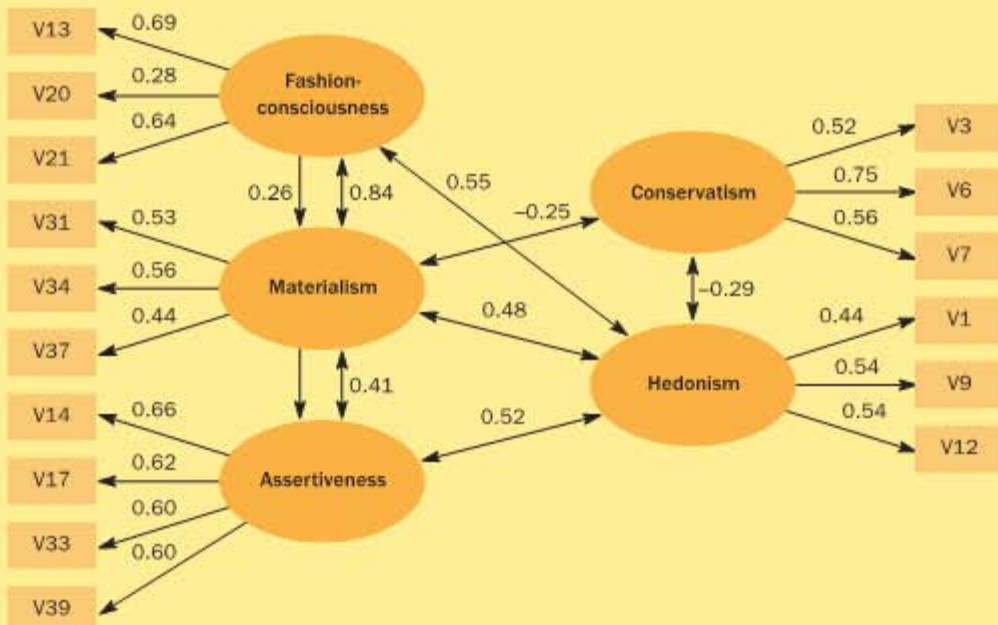 V13
0.69
V20
0.28
V21
0.64
Fashion-
consciousness
0.26
0.84
0.55
–0.25
V31
0.53
V34
0.56
V37
0.44
Materialism
0.48
0.41
V14
0.66
V17
0.62
V33
0.60
V39
0.60
Assertiveness
0.52
Conservatism
0.52
V3
0.75
V6
0.56
V7
–0.29
Hedonism
0.44
V1
0.54
V9
0.54
V12